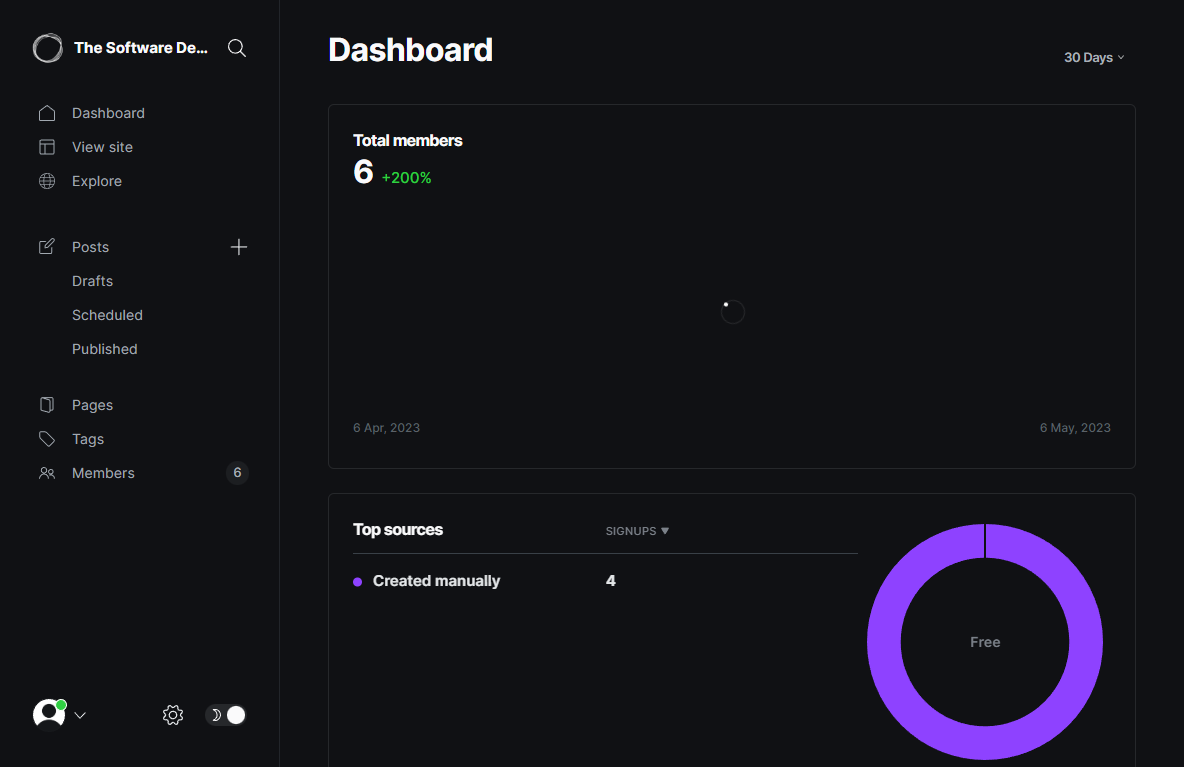 The Software De...
Dashboard
View site
Explore
Posts
Drafts
Scheduled
Published
Pages
Tags
Members 6
Dashboard
30 Days
Total members
6 +200%
6 Apr, 2023 6 May, 2023
Top sources SIGNUPS
Created manually 4
Free